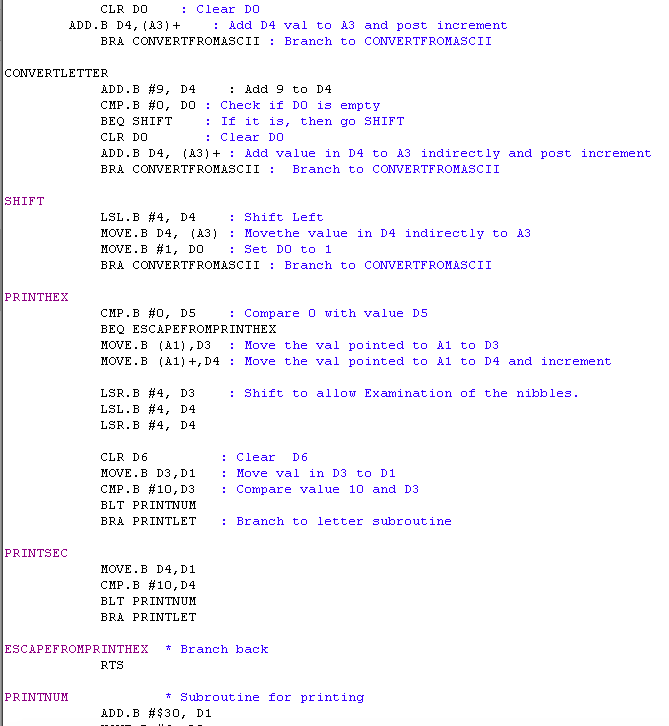 CLR D0    : Clear D0
ADD.B D4,(A3)+    : Add D4 val to A3 and post increment
BRA CONVERTFROMASCII : Branch to CONVERTFROMASCII
CONVERTLETTER
ADD.B #9, D4    : Add 9 to D4
CMP.B #0, D0 : Check if D0 is empty
BEQ SHIFT    : If it is, then go SHIFT
CLR D0       : Clear D0
ADD.B D4, (A3)+ : Add value in D4 to A3 indirectly and post increment
BRA CONVERTFROMASCII :  Branch to CONVERTFROMASCII
SHIFT
LSL.B #4, D4    : Shift Left
MOVE.B D4, (A3) : Movethe value in D4 indirectly to A3
MOVE.B #1, D0   : Set D0 to 1
BRA CONVERTFROMASCII : Branch to CONVERTFROMASCII
PRINTHEX
CMP.B #0, D5    : Compare 0 with value D5
BEQ ESCAPEFROMPRINTHEX
MOVE.B (A1),D3  : Move the val pointed to A1 to D3
MOVE.B (A1)+,D4 : Move the val pointed to A1 to D4 and increment
LSR.B #4, D3    : Shift to allow Examination of the nibbles.
LSL.B #4, D4
LSR.B #4, D4
CLR D6         : Clear  D6
MOVE.B D3,D1   : Move val in D3 to D1
CMP.B #10,D3   : Compare value 10 and D3
BLT PRINTNUM
BRA PRINTLET   : Branch to letter subroutine
PRINTSEC
MOVE.B D4,D1
CMP.B #10,D4
BLT PRINTNUM
BRA PRINTLET
ESCAPEFROMPRINTHEX  * Branch back
RTS
PRINTNUM            * Subroutine for printing
ADD.B #$30, D1